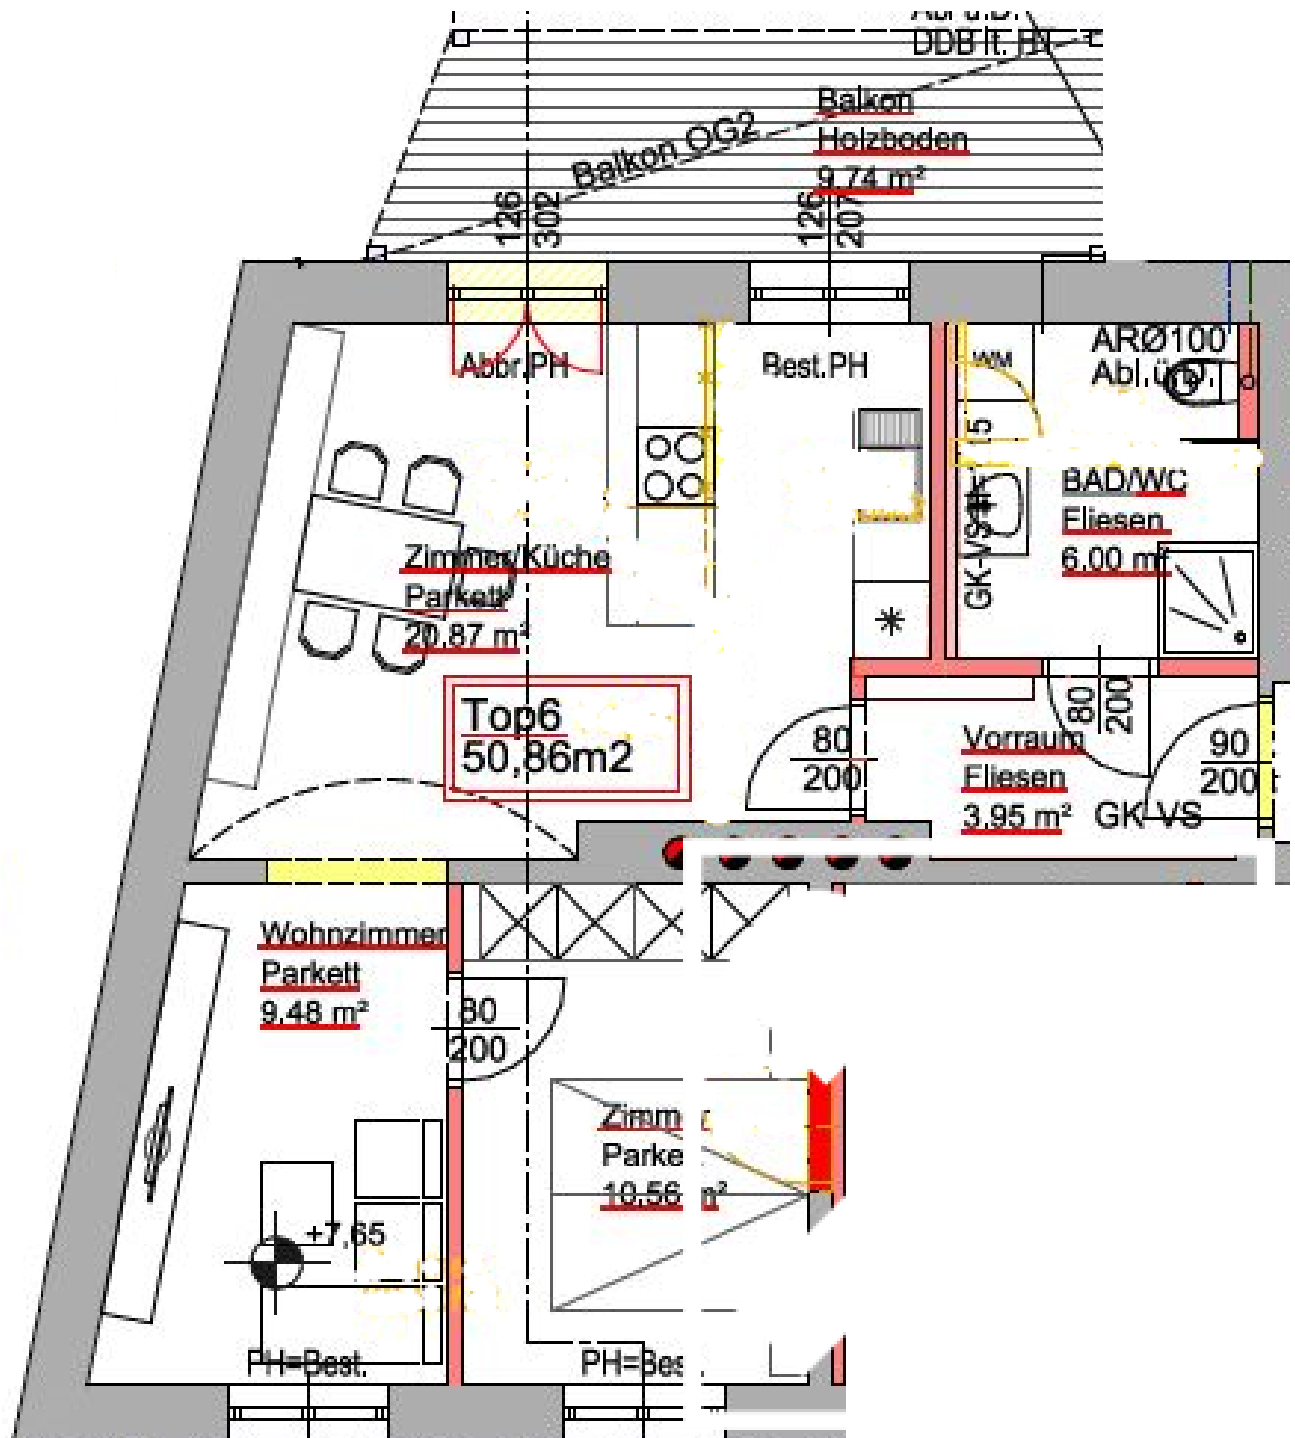 DDB lt.
Balkon
Holzboden
9.74 m²
Balkon OG2
126
302
126
207
Abbr.PH
Best.PH
WM
ARØ100
Abl.ü.D.
BAD/WC
Fliesen
6.00 m²
Zimmer/Küche
Parkett
20,87 m²
Top6
50,86m2
80
200
80
200
Vorraum
Fliesen
3.95 m²
90
200
GK-VS
GK-VS
Wohnzimmer
Parkett
9.48 m²
80
200
Zimmer
Parke
10,56 m²
+7,65
PH=Best.
PH=Bes